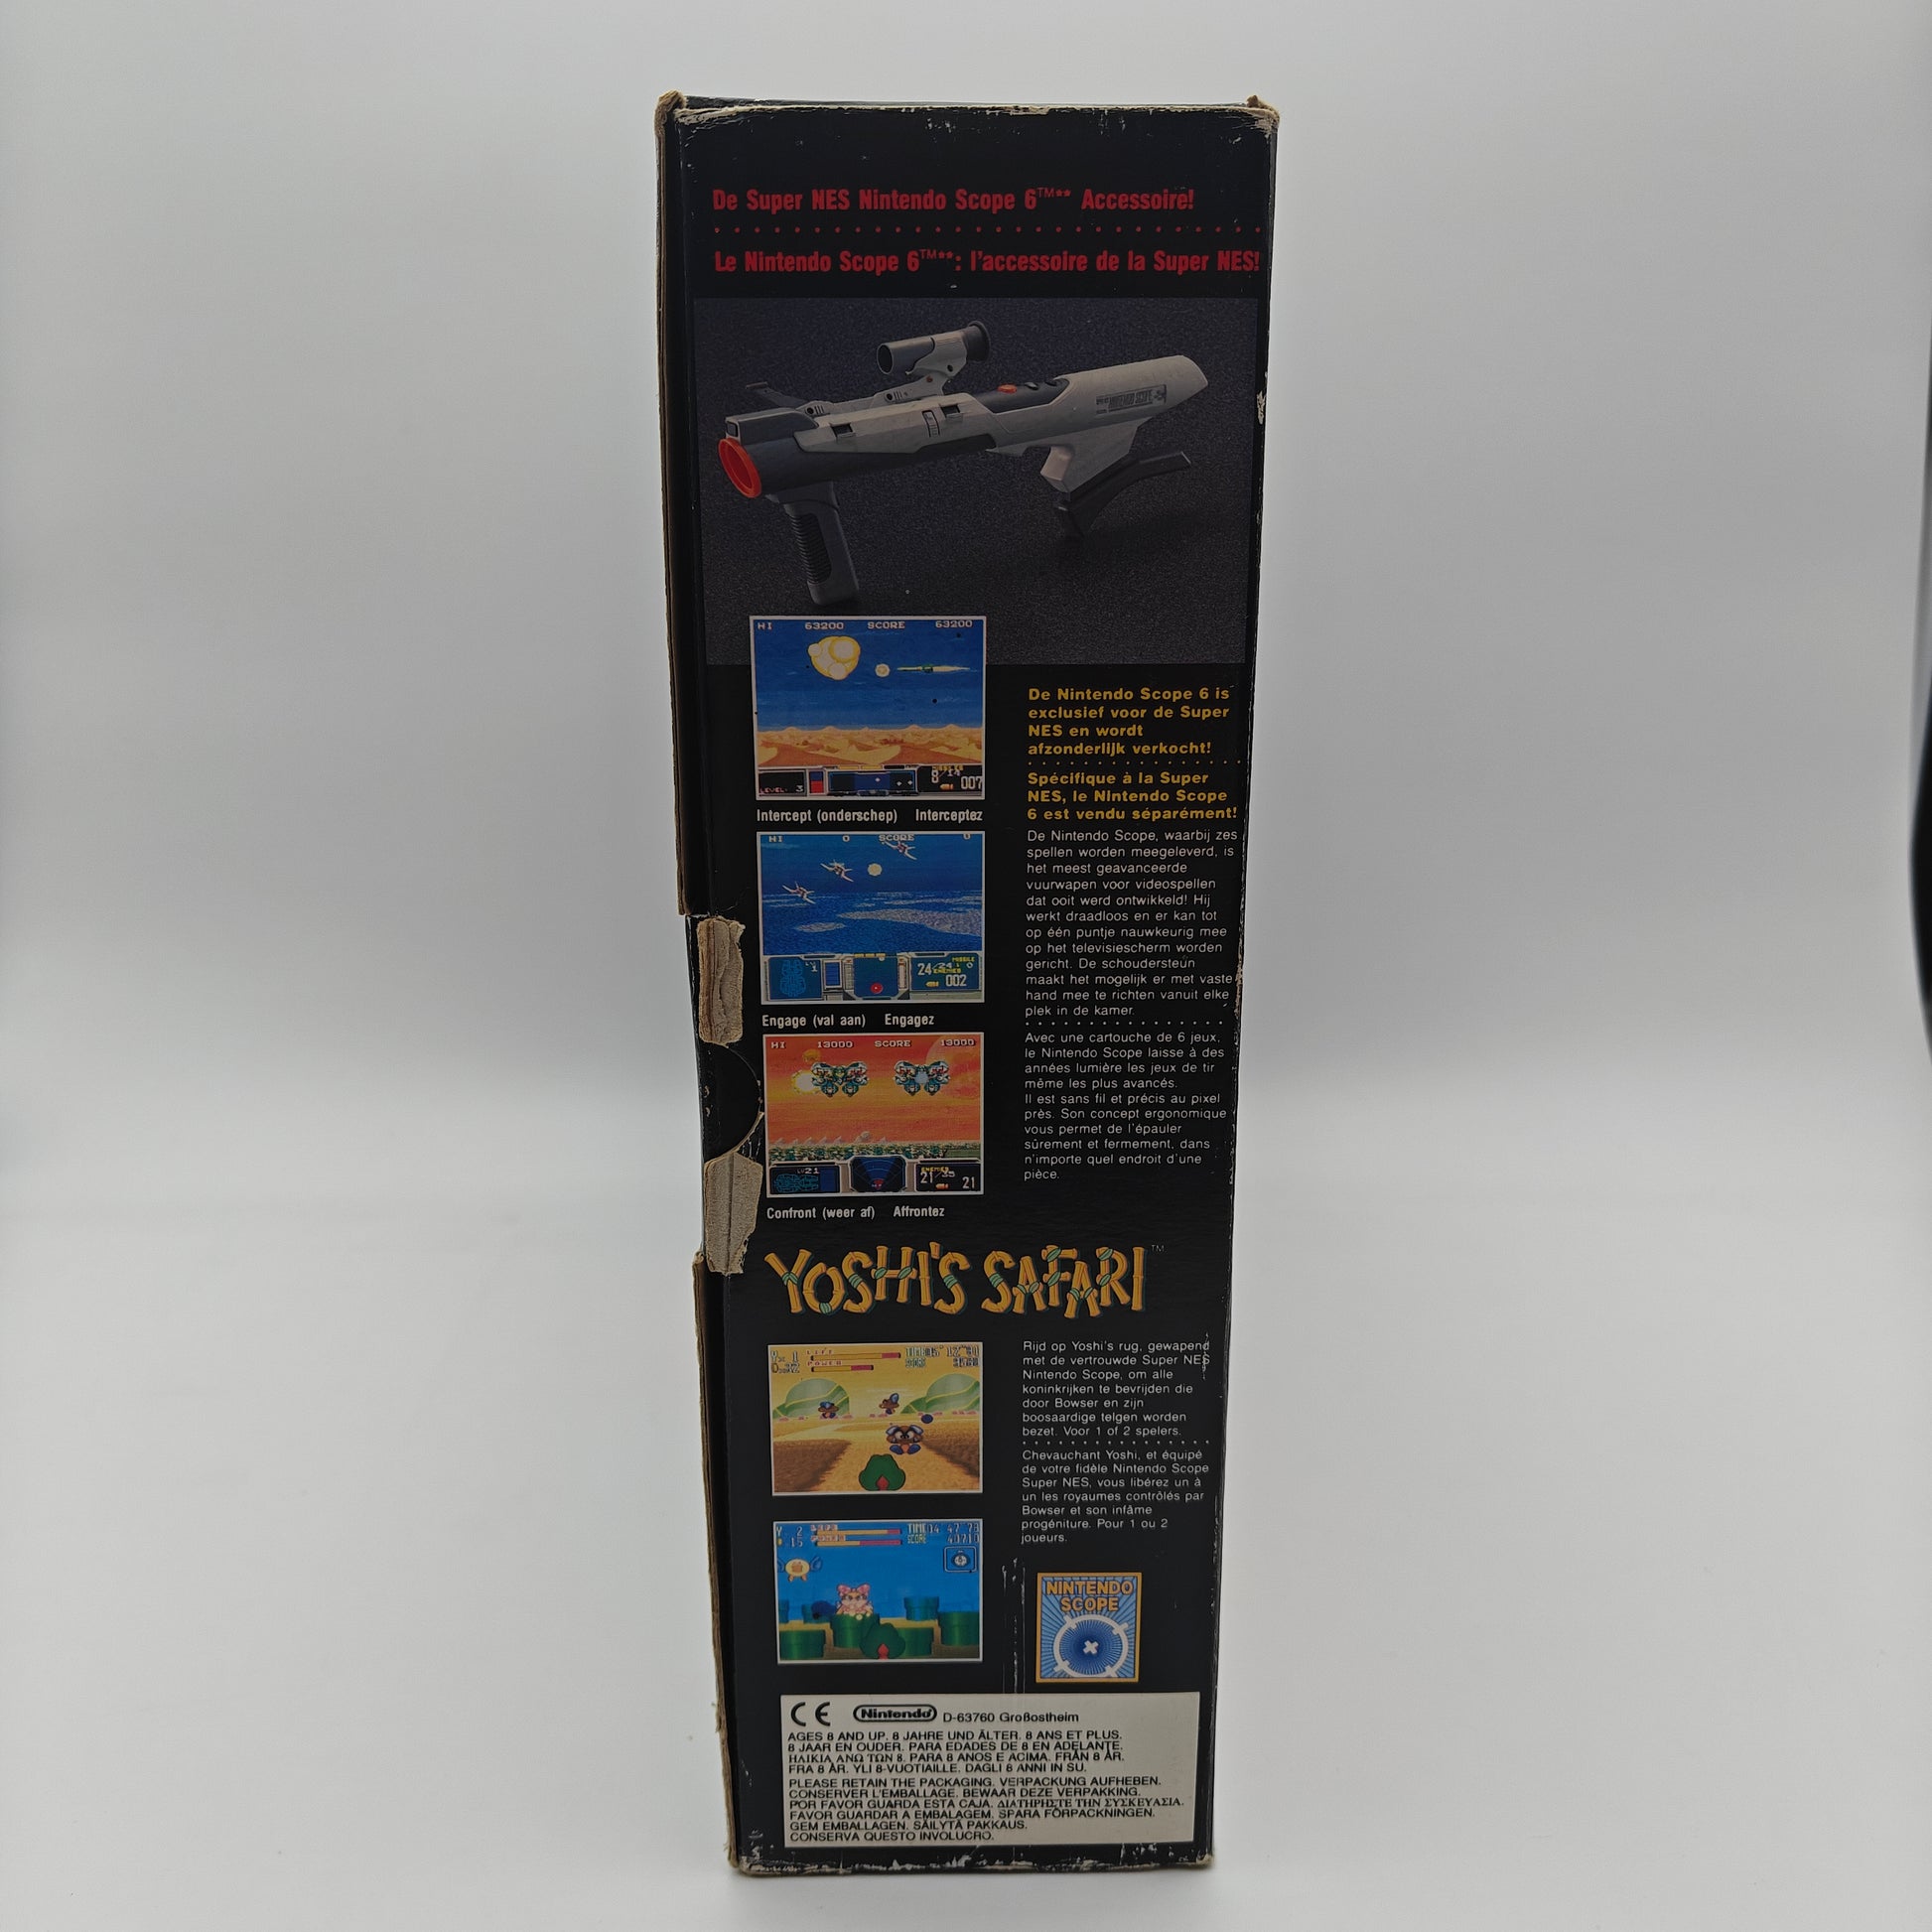 De Super NES Nintendo Scope 6™** Accessoire!
Le Nintendo Scope 6™**: l'accessoire de la Super NES!
HI 63200 SCORE 63200
LEVEL: 3
8/14
007
Intercept (onderschep) Interceptez
HI 0 SCORE 0
24
ENEMIES
MISSILE
002
Engage (val aan) Engagez
HI 13000 SCORE 13000
21
ENEMIES
21
21
Confront (weer af) Affrontez
De Nintendo Scope 6 is
exclusief voor de Super
NES en wordt
afzonderlijk verkocht!
Spécifique à la Super
NES, le Nintendo Scope
6 est vendu séparément!
De Nintendo Scope, waarbij zes
spellen worden meegeleverd, is
het meest geavanceerde
vuurwapen voor videospellen
dat ooit werd ontwikkeld! Hij
werkt draadloos en er kan tot
op één puntje nauwkeurig mee
op het televisiescherm worden
gericht. De schoudersteun
maakt het mogelijk er met vaste
hand mee te richten vanuit elke
plek in de kamer.
Avec une cartouche de 6 jeux,
le Nintendo Scope laisse à des
années lumière les jeux de tir
même les plus avancés.
Il est sans fil et précis au pixel
près. Son concept ergonomique
vous permet de l'épauler
sûrement et fermement, dans
n'importe quel endroit d'une
pièce.
YOSHI'S SAFARI™
LIFE
POWER
Rijd op Yoshi's rug, gewapend
met de vertrouwde Super NES
Nintendo Scope, om alle
koninkrijken te bevrijden die
door Bowser en zijn
boosaardige telgen worden
bezet. Voor 1 of 2 spelers.
Chevauchant Yoshi, et équipé
de votre fidèle Nintendo Scope
Super NES, vous libérez un à
un les royaumes contrôlés par
Bowser et son infâme
progéniture. Pour 1 ou 2
joueurs.
TIME 04' 47" 73
SCORE
NINTENDO
SCOPE
CE Nintendo D-63760 Großostheim
AGES 8 AND UP. 8 JAHRE UND ÄLTER. 8 ANS ET PLUS.
8 JAAR EN OUDER. PARA EDADES DE 8 EN ADELANTE.
ΗΛΙΚΙΑ ΑΝΩ ΤΩΝ 8. PARA 8 ANOS E ACIMA. FRÅN 8 ÅR.
FRA 8 ÅR. YLI 8-VUOTIAILLE. DAGLI 8 ANNI IN SU.
PLEASE RETAIN THE PACKAGING. VERPACKUNG AUFHEBEN.
CONSERVER L'EMBALLAGE. BEWAAR DEZE VERPAKKING.
POR FAVOR GUARDA ESTA CAJA. ΔΙΑΤΗΡΗΣΤΕ ΤΗΝ ΣΥΣΚΕΥΑΣΙΑ.
FAVOR GUARDAR A EMBALAGEM. SPARA FÖRPACKNINGEN.
GEM EMBALLAGEN. SÄILYTÄ PAKKAUS.
CONSERVA QUESTO INVOLUCRO.